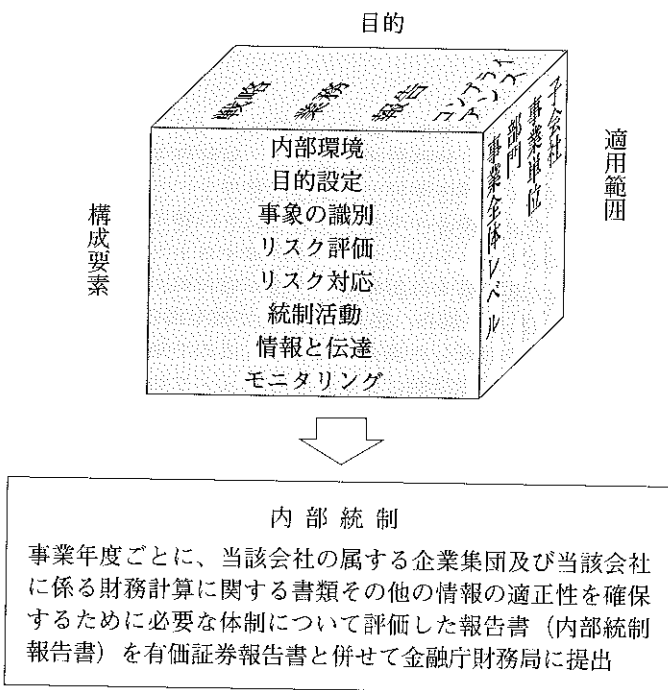 目的
戦略
業務
報告
コンプライ
アンス
子会社
事業単位
部門
事業全体レベル
適用範囲
構成要素
内部環境
目的設定
事象の識別
リスク評価
リスク対応
統制活動
情報と伝達
モニタリング
内部統制
事業年度ごとに、当該会社の属する企業集団及び当該会社
に係る財務計算に関する書類その他の情報の適正性を確保
するために必要な体制について評価した報告書（内部統制
報告書）を有価証券報告書と併せて金融庁財務局に提出